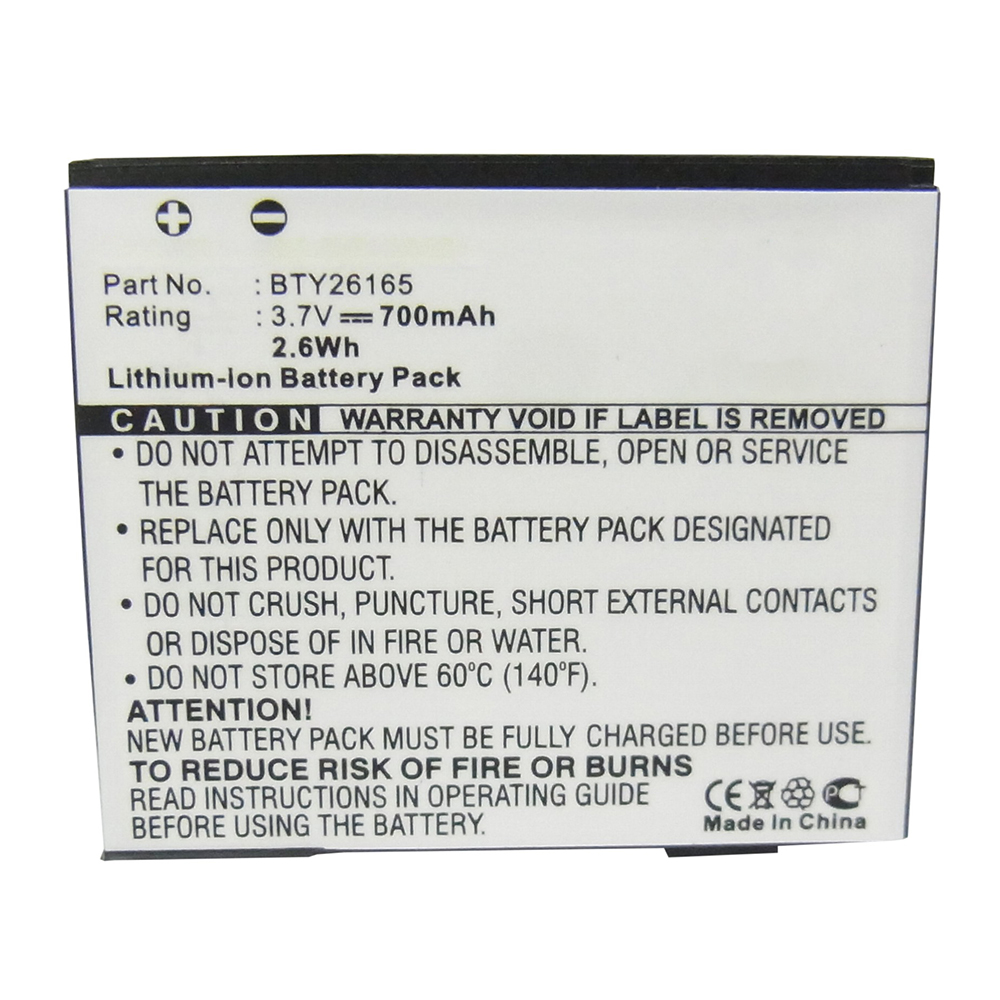 Part No. : BTY26165
Rating : 3.7V 700mAh
2.6Wh
Lithium-ion Battery Pack
CAUTION WARRANTY VOID IF LABEL IS REMOVED
• DO NOT ATTEMPT TO DISASSEMBLE, OPEN OR SERVICE
THE BATTERY PACK.
• REPLACE ONLY WITH THE BATTERY PACK DESIGNATED
FOR THIS PRODUCT.
• DO NOT CRUSH, PUNCTURE, SHORT EXTERNAL CONTACTS
OR DISPOSE OF IN FIRE OR WATER.
• DO NOT STORE ABOVE 60°C (140°F).
ATTENTION!
NEW BATTERY PACK MUST BE FULLY CHARGED BEFORE USE.
TO REDUCE RISK OF FIRE OR BURNS
READ INSTRUCTIONS IN OPERATING GUIDE
BEFORE USING THE BATTERY.
CE PCT
Made In China